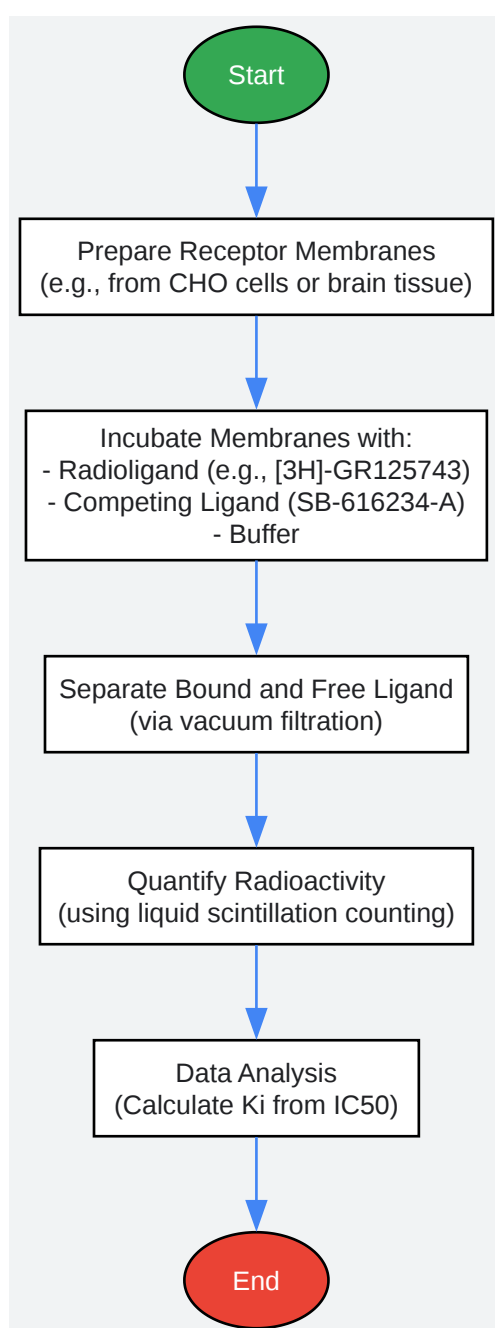 Start
Prepare Receptor Membranes
(e.g., from CHO cells or brain tissue)
Incubate Membranes with:
- Radioligand (e.g., [3H]-GR125743)
- Competing Ligand (SB-616234-A)
- Buffer
Separate Bound and Free Ligand
(via vacuum filtration)
Quantify Radioactivity
(using liquid scintillation counting)
Data Analysis
(Calculate Ki from IC50)
End